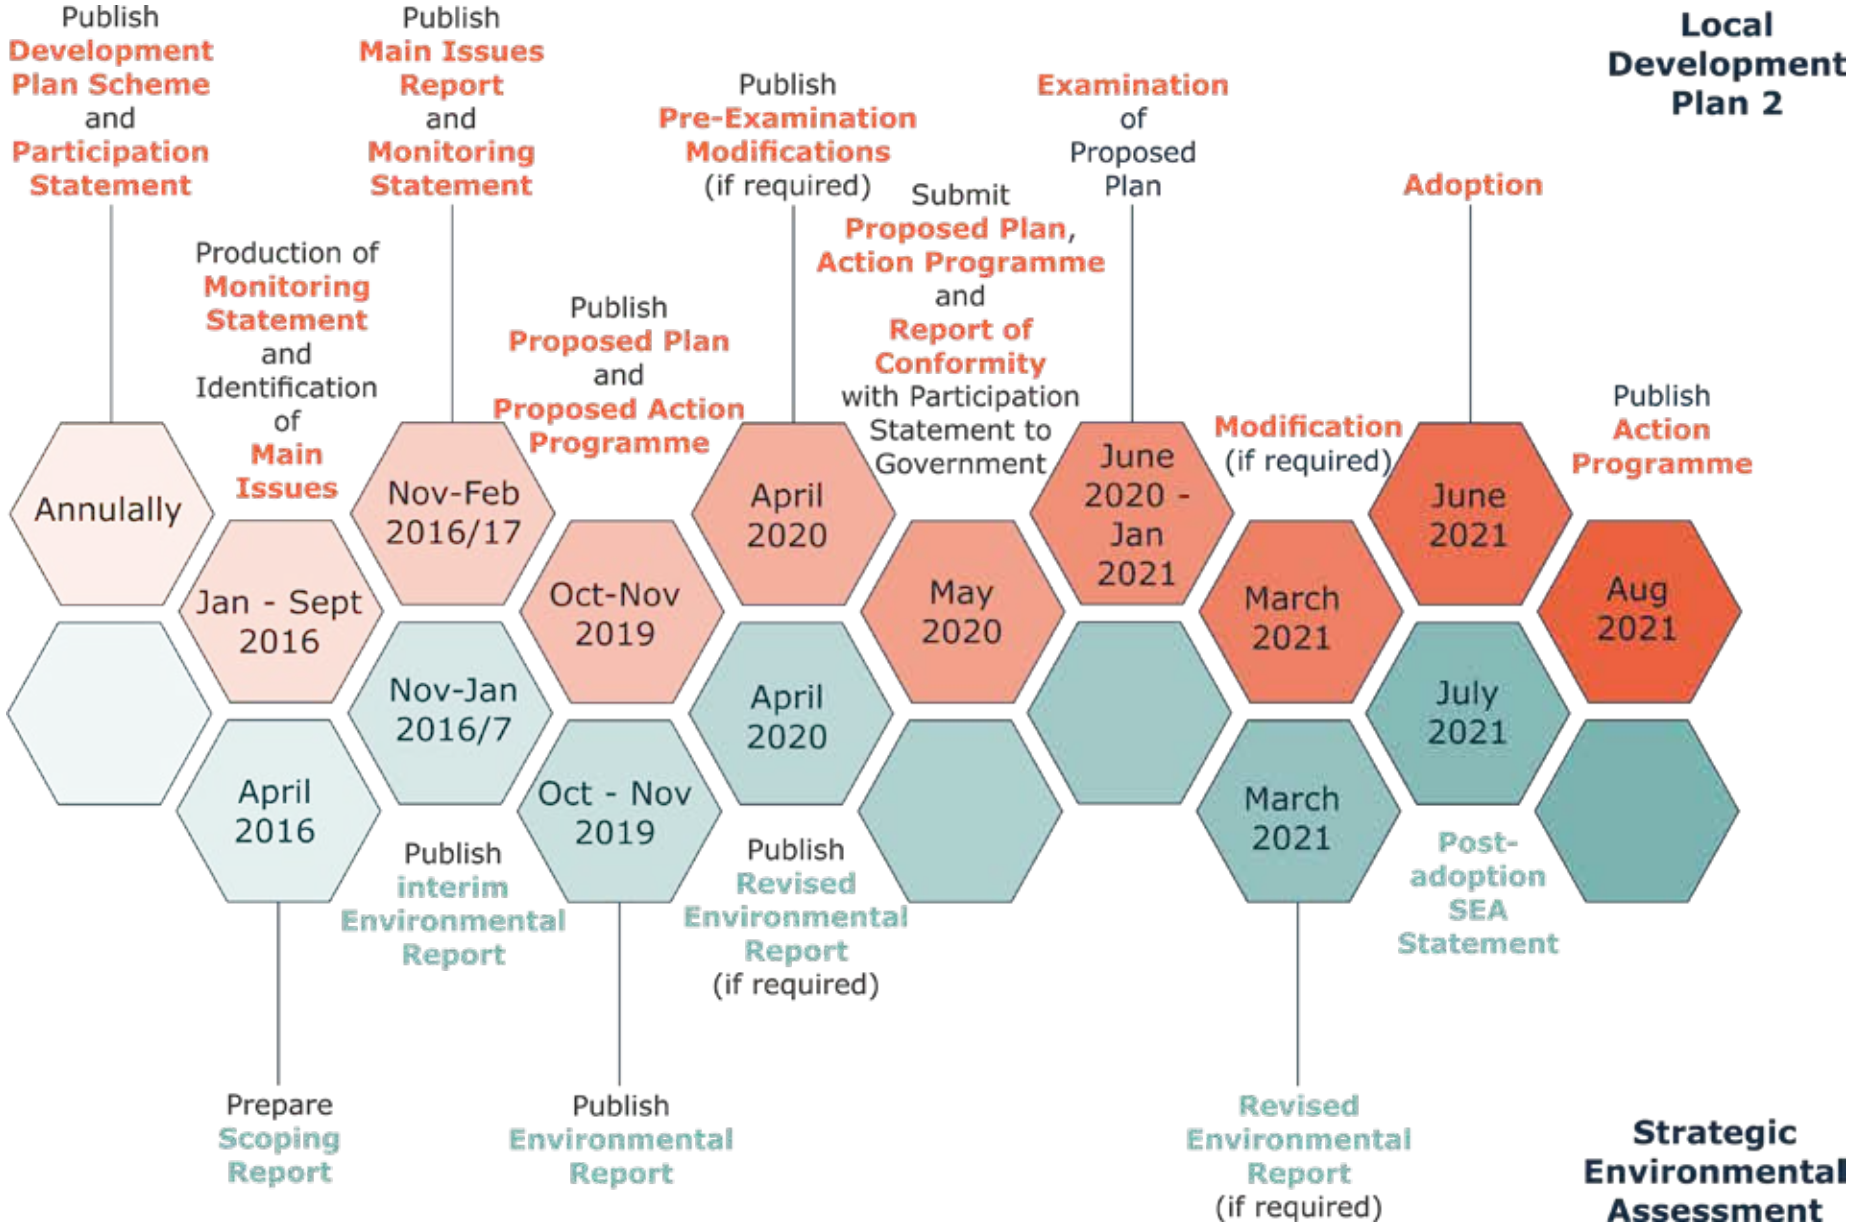 Publish
Development
Plan Scheme
and
Participation
Statement
Annulally
Production of
Monitoring
Statement
and
Identification
of
Main
Issues
Jan - Sept
2016
Publish
Main Issues
Report
and
Monitoring
Statement
Nov-Feb
2016/17
Publish
Proposed Plan
and
Proposed Action
Programme
Oct-Nov
2019
Publish
Pre-Examination
Modifications
(if required)
April
2020
Submit
Proposed Plan,
Action Programme
and
Report of
Conformity
with Participation
Statement to
Government
May
2020
Examination
of
Proposed
Plan
June
2020 -
Jan
2021
Modification
(if required)
March
2021
Adoption
June
2021
Publish
Action
Programme
Aug
2021
Local
Development
Plan 2
April
2016
Prepare
Scoping
Report
Nov-Jan
2016/7
Publish
interim
Environmental
Report
Oct - Nov
2019
Publish
Environmental
Report
April
2020
Publish
Revised
Environmental
Report
(if required)
March
2021
Revised
Environmental
Report
(if required)
July
2021
Post-
adoption
SEA
Statement
Strategic
Environmental
Assessment